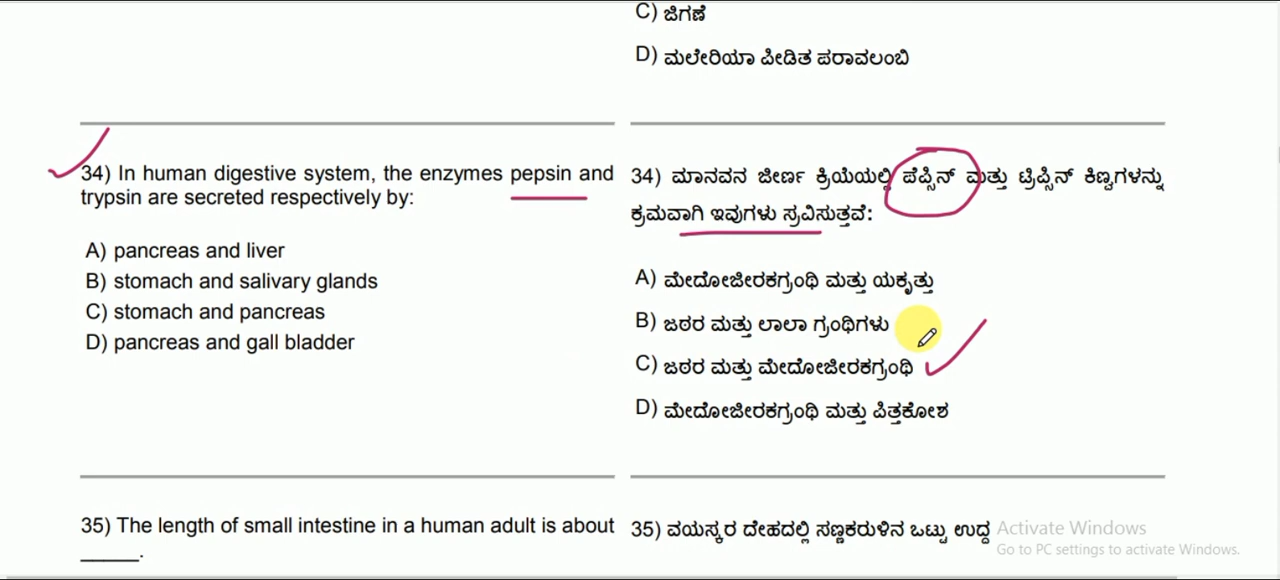 C) ಜಿಗಣೆ
D) ಮಲೇರಿಯಾ ಪೀಡಿತ ಪರಾವಲಂಬಿ
34) In human digestive system, the enzymes pepsin and
trypsin are secreted respectively by:
A) pancreas and liver
B) stomach and salivary glands
C) stomach and pancreas
D) pancreas and gall bladder
34) ಮಾನವನ ಜೀರ್ಣ ಕ್ರಿಯೆಯಲ್ಲಿ ಪೆಪ್ಸಿನ್ ಮತ್ತು ಟ್ರಿಪ್ಸಿನ್ ಕಿಣ್ವಗಳನ್ನು
ಕ್ರಮವಾಗಿ ಇವುಗಳು ಸ್ರವಿಸುತ್ತವೆ:
A) ಮೇದೋಜೀರಕಗ್ರಂಥಿ ಮತ್ತು ಯಕೃತ್ತು
B) ಜಠರ ಮತ್ತು ಲಾಲಾ ಗ್ರಂಥಿಗಳು
C) ಜಠರ ಮತ್ತು ಮೇದೋಜೀರಕಗ್ರಂಥಿ
D) ಮೇದೋಜೀರಕಗ್ರಂಥಿ ಮತ್ತು ಪಿತ್ತಕೋಶ
35) The length of small intestine in a human adult is about
_____.
35) ವಯಸ್ಕರ ದೇಹದಲ್ಲಿ ಸಣ್ಣಕರುಳಿನ ಒಟ್ಟು ಉದ್ದ
Activate Windows
Go to PC settings to activate Windows.